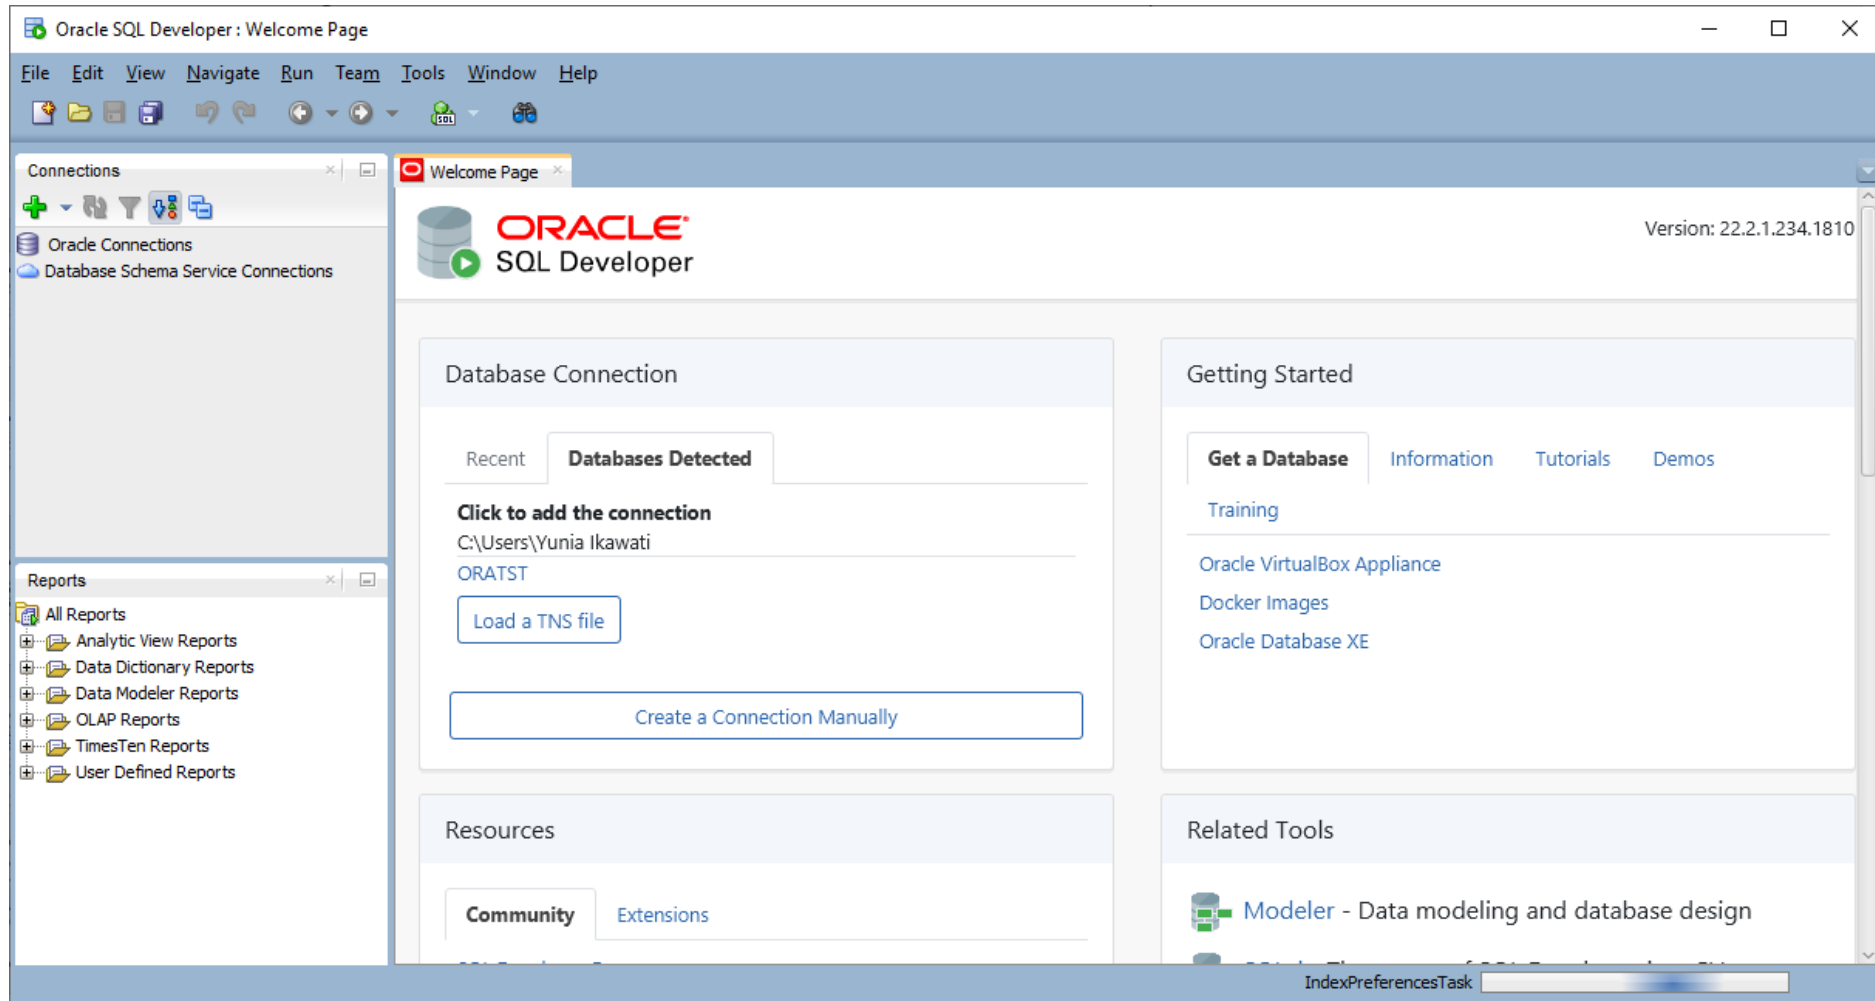 Oracle SQL Developer : Welcome Page
File Edit View Navigate Run Team Tools Window Help
SQL
Connections
Oracle Connections
Database Schema Service Connections
Reports
All Reports
Analytic View Reports
Data Dictionary Reports
Data Modeler Reports
OLAP Reports
TimesTen Reports
User Defined Reports
Welcome Page
ORACLE
SQL Developer
Version: 22.2.1.234.1810
Database Connection
Recent Databases Detected
Click to add the connection
C:\Users\Yunia Ikawati
ORATST
Load a TNS file
Create a Connection Manually
Getting Started
Get a Database Information Tutorials Demos
Training
Oracle VirtualBox Appliance
Docker Images
Oracle Database XE
Resources
Community Extensions
Related Tools
Modeler - Data modeling and database design
IndexPreferencesTask